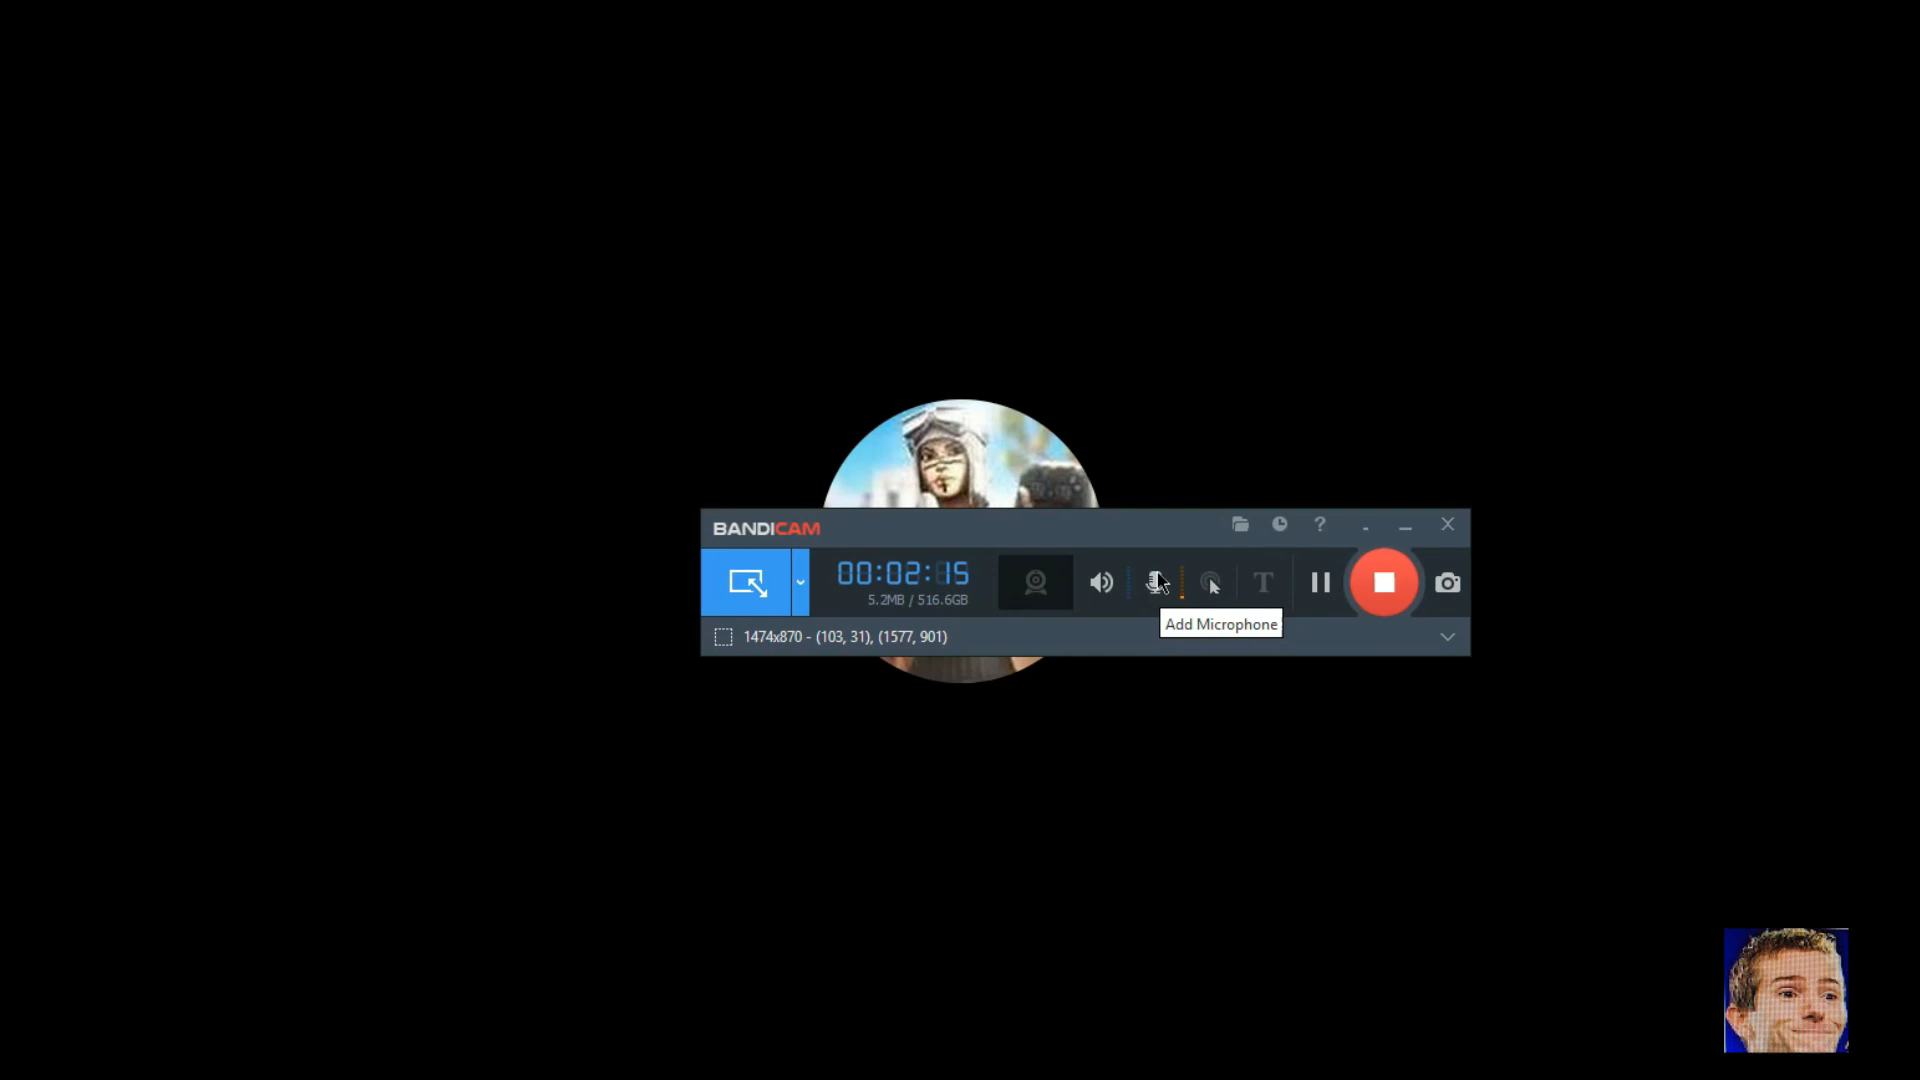 BANDICAM
?
00:02:15
5.2MB / 516.6GB
T
Add Microphone
1474x870 - (103, 31), (1577, 901)